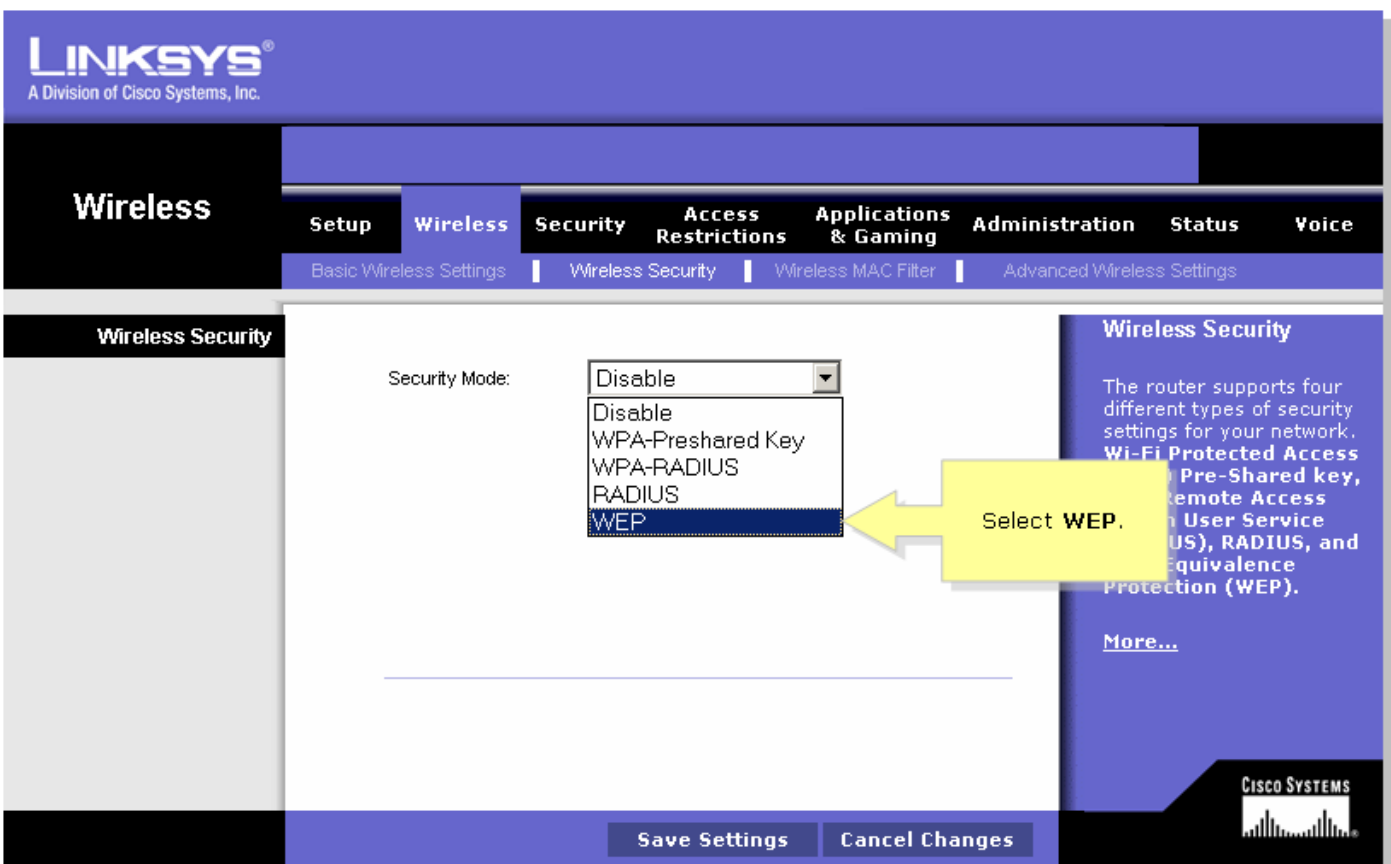 LINKSYS®
A Division of Cisco Systems, Inc.
Wireless
Setup
Wireless
Security
Access
Restrictions
Applications
& Gaming
Administration
Status
Voice
Basic Wireless Settings
Wireless Security
Wireless MAC Filter
Advanced Wireless Settings
Wireless Security
Security Mode:
Disable
Disable
WPA-Preshared Key
WPA-RADIUS
RADIUS
WEP
Select WEP.
Wireless Security
The router supports four
different types of security
settings for your network.
Wi-Fi Protected Access
Pre-Shared key,
Access
User Service
RADIUS, and
Protection (WEP).
More...
CISCO SYSTEMS
Save Settings
Cancel Changes